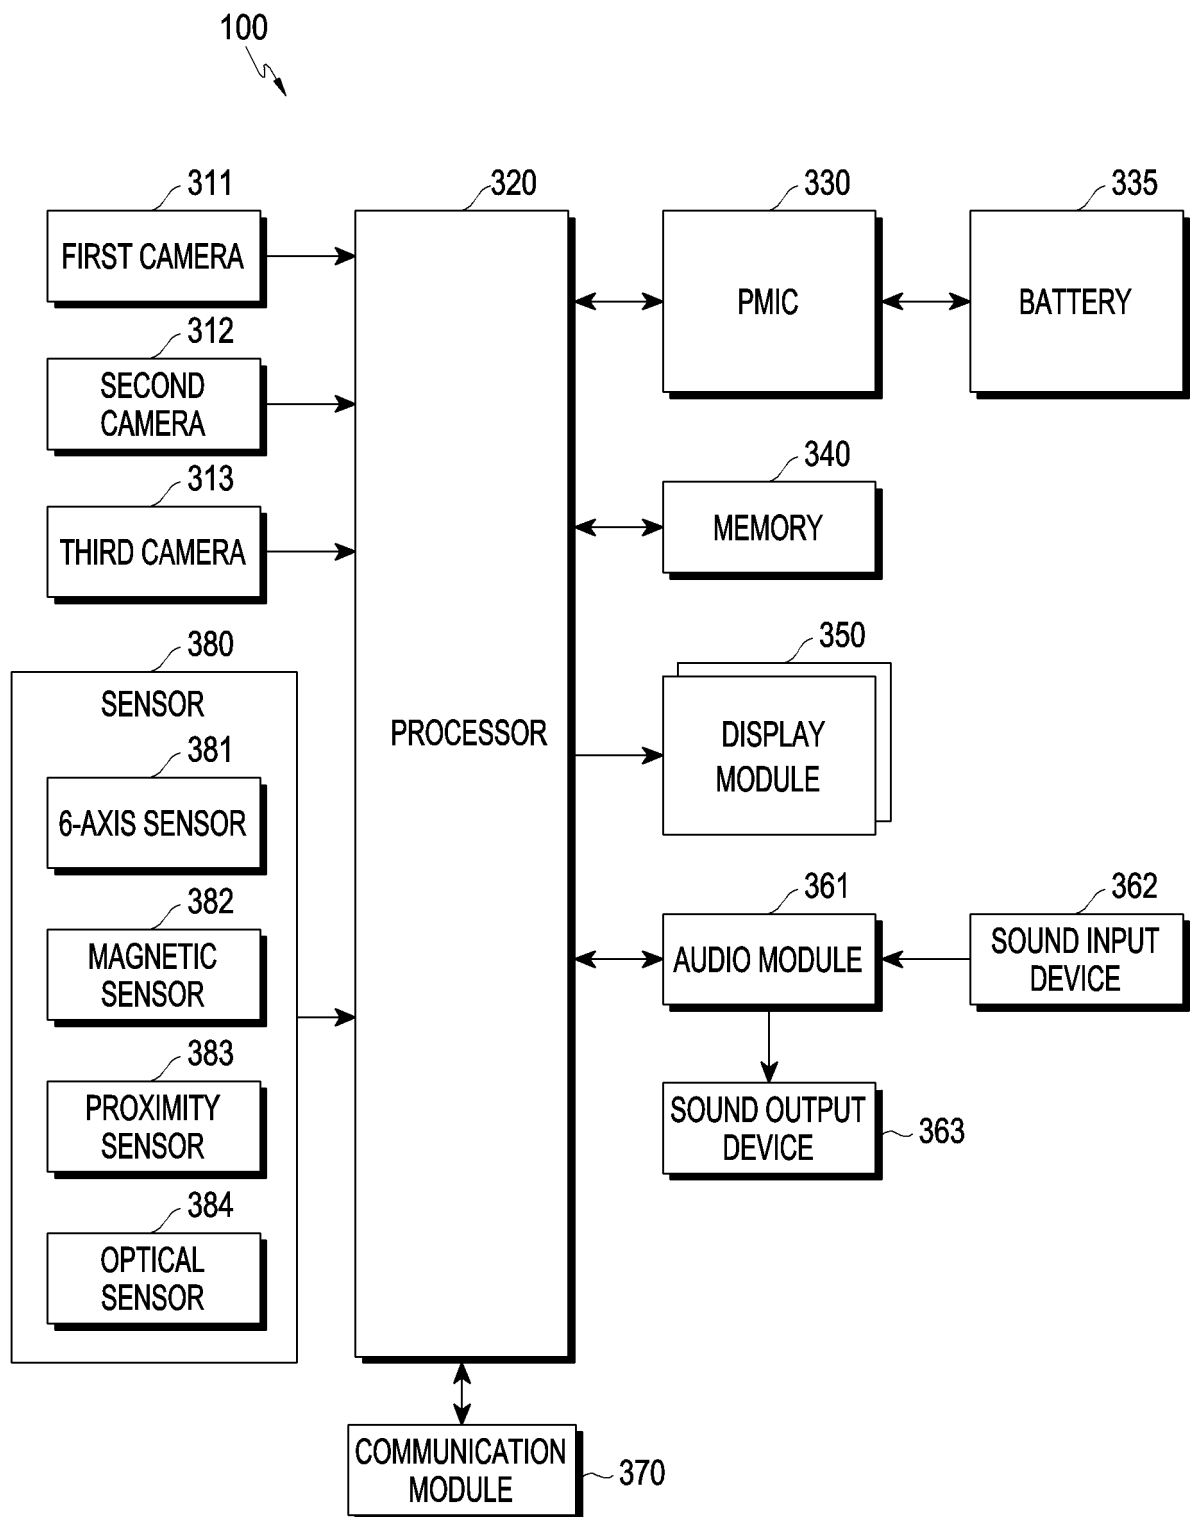 100
311
FIRST CAMERA
312
SECOND
CAMERA
313
THIRD CAMERA
380
SENSOR
381
6-AXIS SENSOR
382
MAGNETIC
SENSOR
383
PROXIMITY
SENSOR
384
OPTICAL
SENSOR
320
PROCESSOR
330
PMIC
335
BATTERY
340
MEMORY
350
DISPLAY
MODULE
361
AUDIO MODULE
362
SOUND INPUT
DEVICE
SOUND OUTPUT
DEVICE
363
COMMUNICATION
MODULE
370